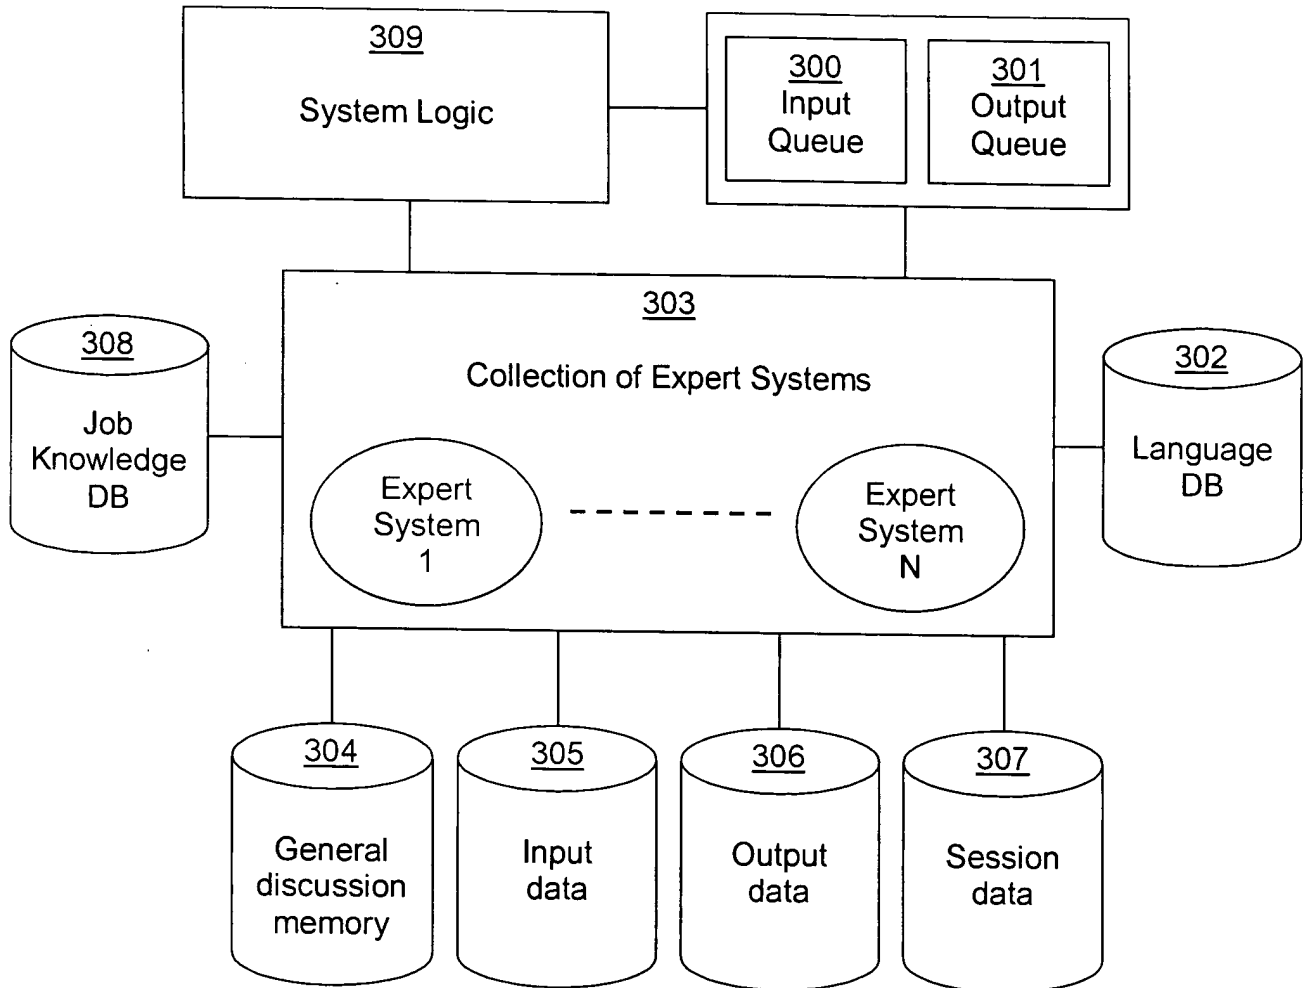 309
System Logic
300
Input
Queue
301
Output
Queue
303
Collection of Expert Systems
308
Job
Knowledge
DB
302
Language
DB
Expert
System
1
Expert
System
N
304
General
discussion
memory
305
Input
data
306
Output
data
307
Session
data